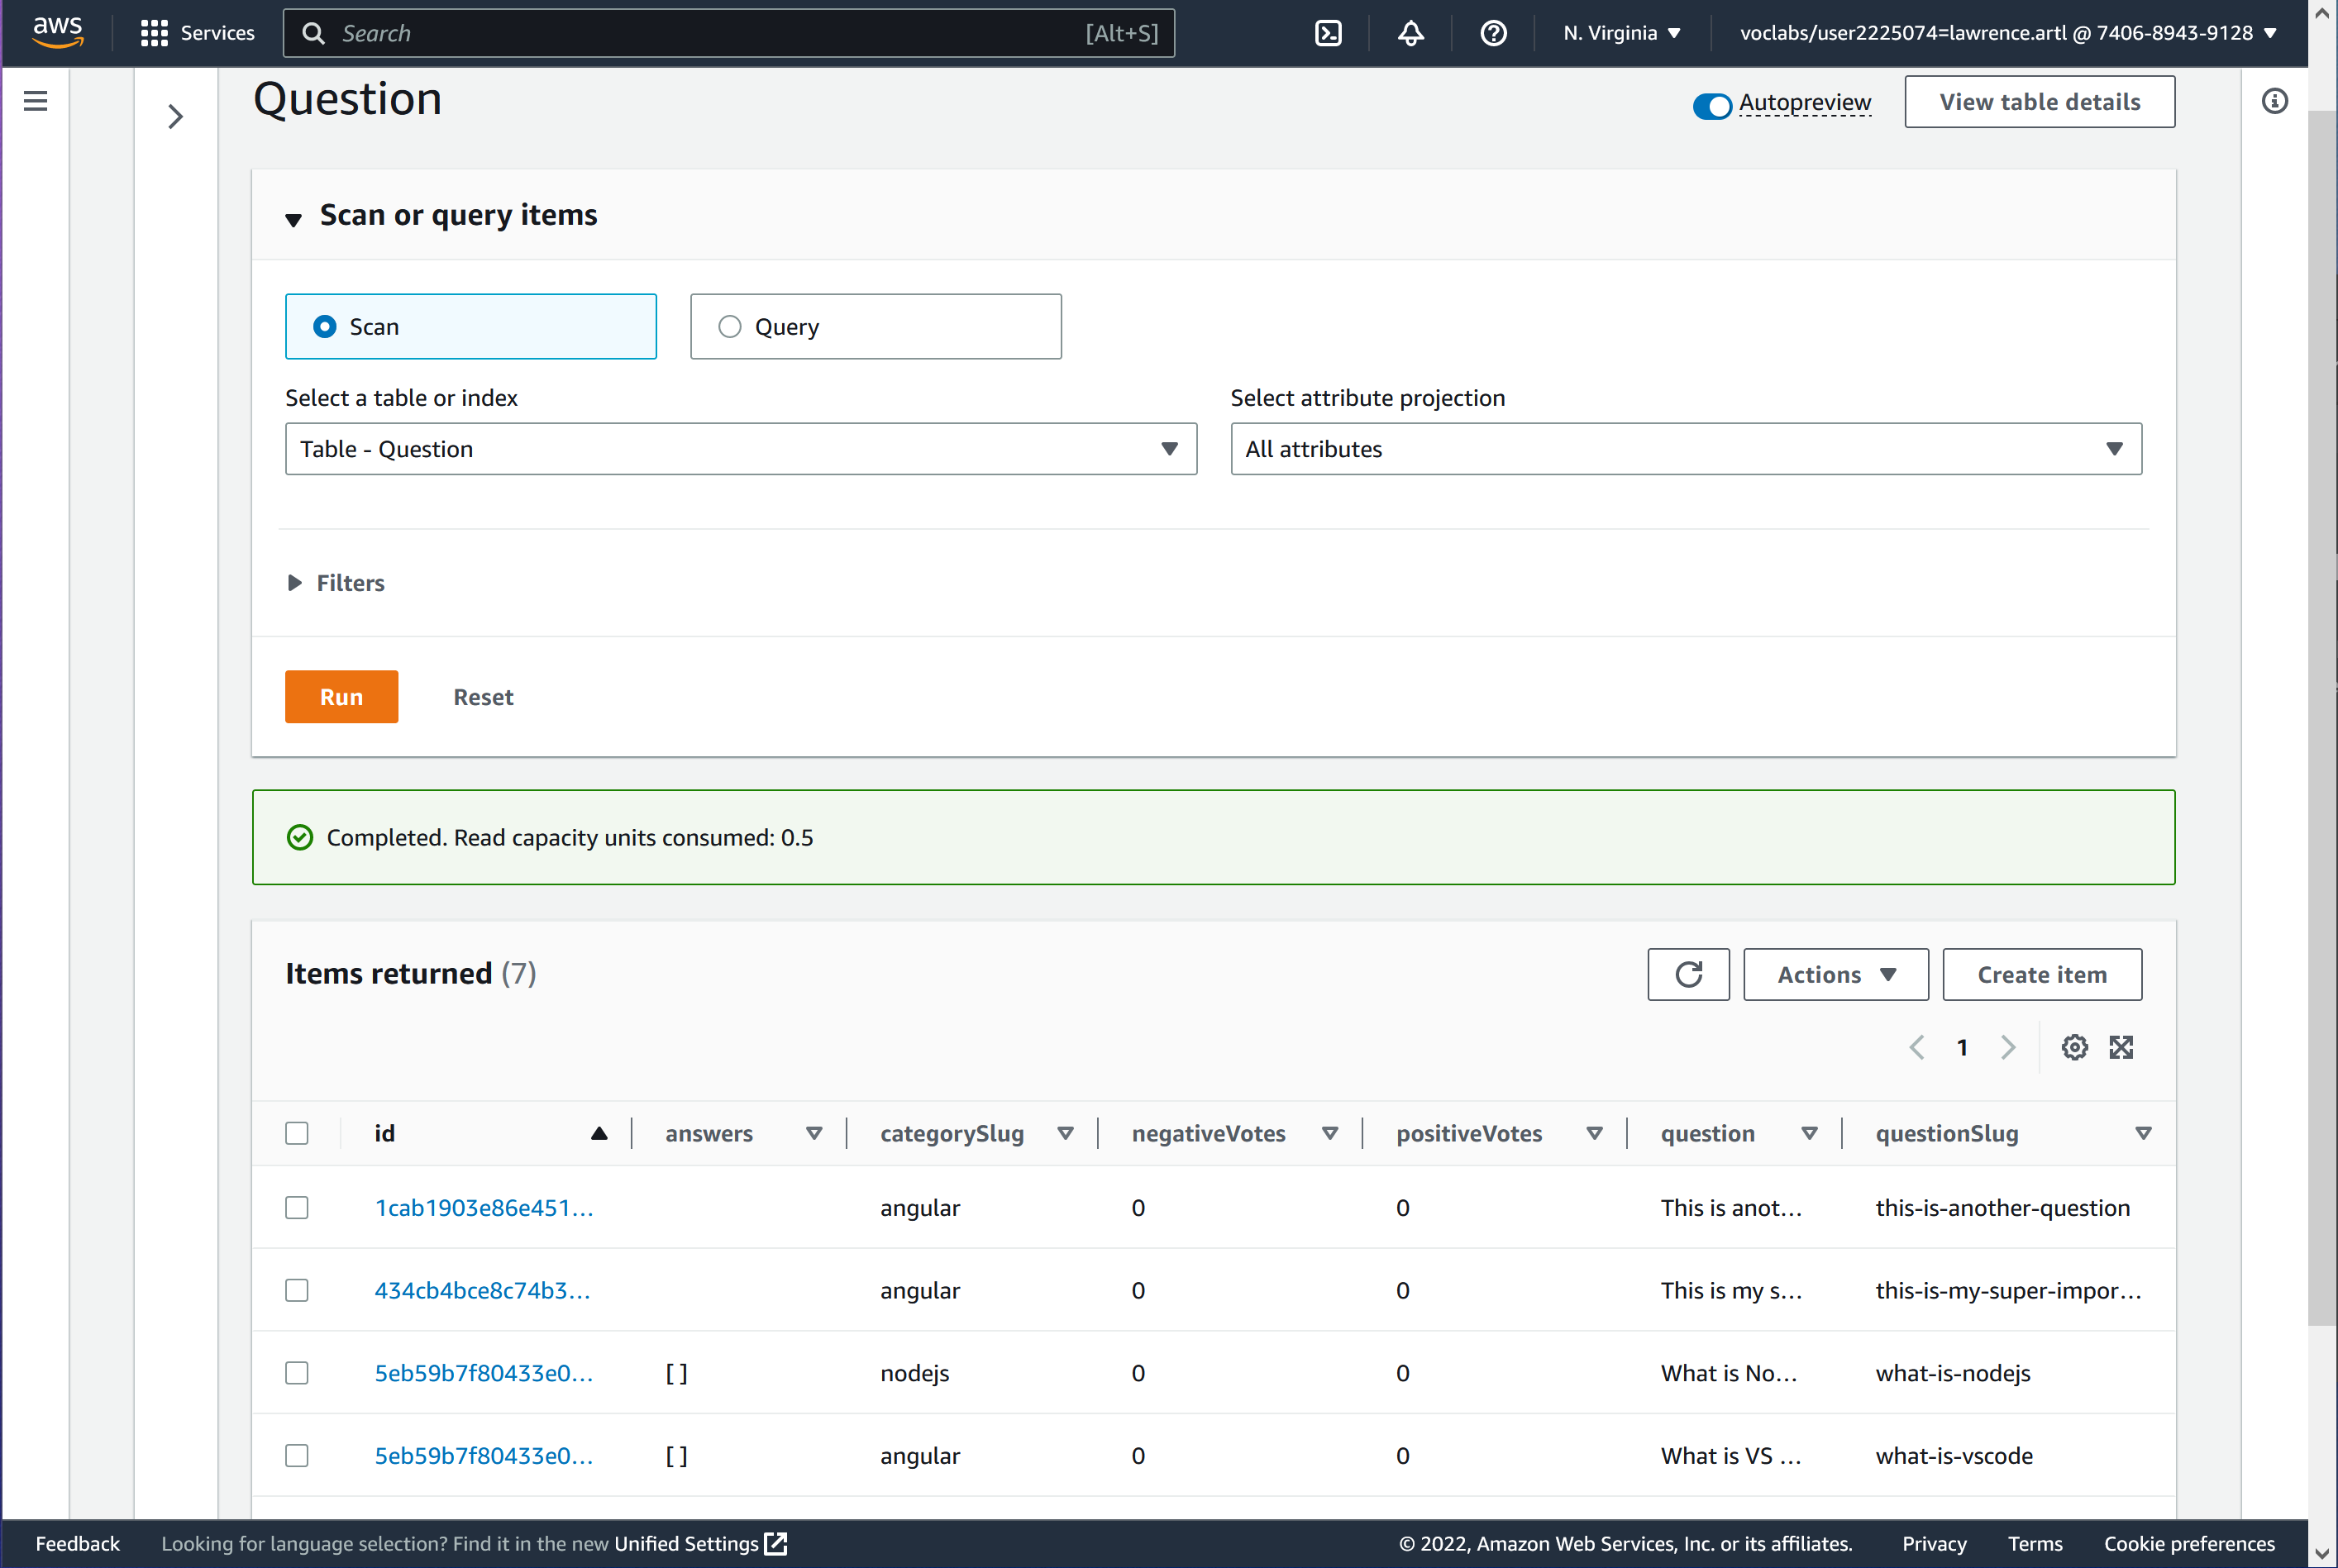 aws Services Search [Alt+S] N. Virginia voclabs/user2225074=lawrence.artl @ 7406-8943-9128
Question Autopreview View table details
Scan or query items
Scan Query
Select a table or index Select attribute projection
Table - Question All attributes
Filters
Run Reset
Completed. Read capacity units consumed: 0.5
Items returned (7) Actions Create item
1
id answers categorySlug negativeVotes positiveVotes question questionSlug
1cab1903e86e451... angular 0 0 This is anot... this-is-another-question
434cb4bce8c74b3... angular 0 0 This is my s... this-is-my-super-impor...
5eb59b7f80433e0... [] nodejs 0 0 What is No... what-is-nodejs
5eb59b7f80433e0... [] angular 0 0 What is VS ... what-is-vscode
Feedback Looking for language selection? Find it in the new Unified Settings © 2022, Amazon Web Services, Inc. or its affiliates. Privacy Terms Cookie preferences